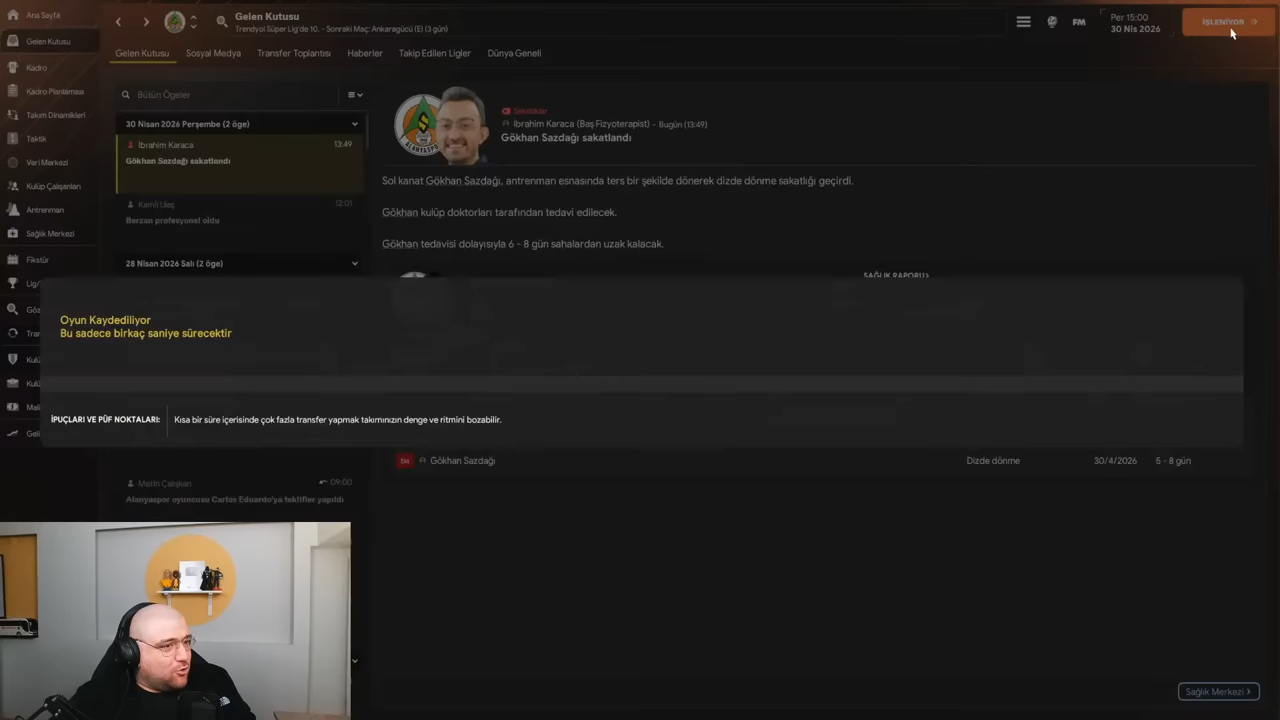 Ana Sayfa
Gelen Kutusu
Kadro
Kadro Planlaması
Takım Dinamikleri
Taktik
Veri Merkezi
Kulüp Çalışanları
Antrenman
Sağlık Merkezi
Fikstür
Gelen Kutusu
Trendyol Süper Lig'de 10. - Sonraki Maç: Ankaragücü (E) (3 gün)
FM
Per 15:00
30 Nis 2026
İŞLENİYOR
Gelen Kutusu
Sosyal Medya
Transfer Toplantısı
Haberler
Takip Edilen Ligler
Dünya Geneli
Bütün Ögeler
30 Nisan 2026 Perşembe (2 öge)
İbrahim Karaca
13:49
Gökhan Sazdağı sakatlandı
Kamil Ulaş
12:01
Berzan profesyonel oldu
28 Nisan 2026 Salı (2 öge)
ALANYASPOR
Sakatlıklar
İbrahim Karaca (Baş Fizyoterapist) - Bugün (13:49)
Gökhan Sazdağı sakatlandı
Sol kanat Gökhan Sazdağı, antrenman esnasında ters bir şekilde dönerek dizde dönme sakatlığı geçirdi.
Gökhan kulüp doktorları tarafından tedavi edilecek.
Gökhan tedavisi dolayısıyla 6 - 8 gün sahalardan uzak kalacak.
SAĞLIK RAPORU
Oyun Kaydediliyor
Bu sadece birkaç saniye sürecektir
İPUÇLARI VE PÜF NOKTALARI:
Kısa bir süre içerisinde çok fazla transfer yapmak takımınızın denge ve ritmini bozabilir.
Gökhan Sazdağı
Dizde dönme
30/4/2026
5 - 8 gün
Metin Çalışkan
09:00
Alanyaspor oyuncusu Carlos Eduardo'ya teklifler yapıldı
Sağlık Merkezi